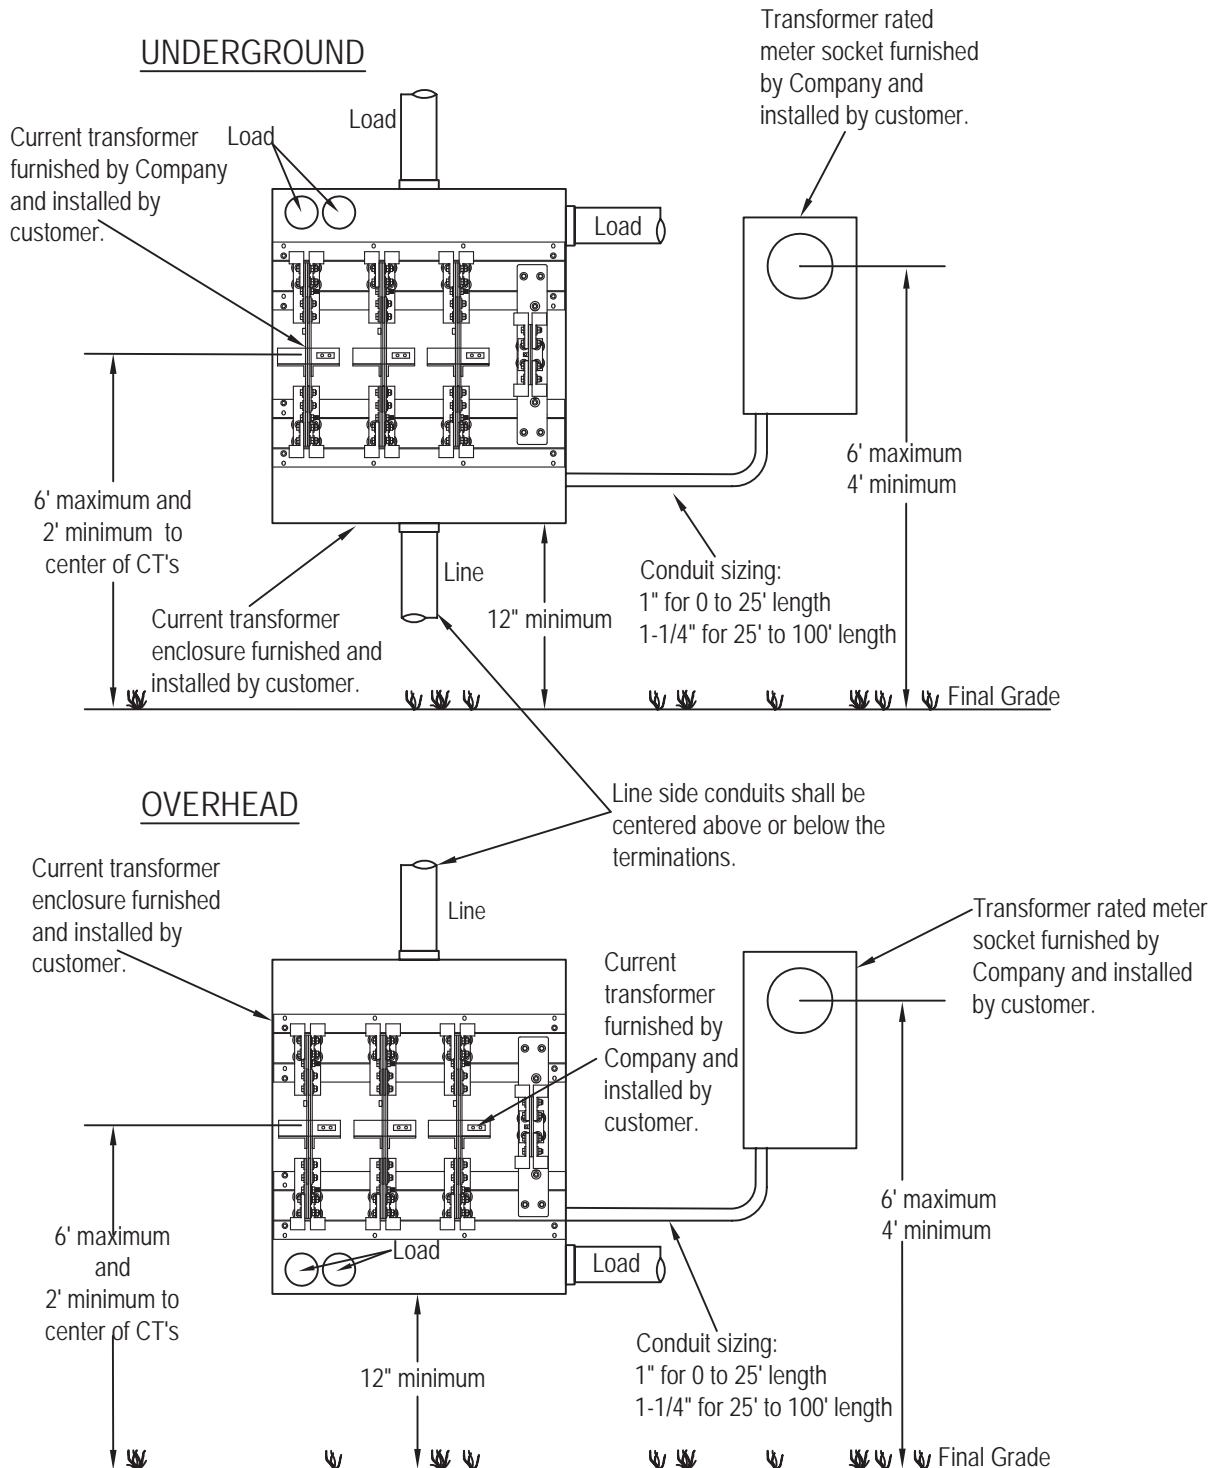 UNDERGROUND
Transformer rated
meter socket furnished
by Company and
installed by customer.
Current transformer
furnished by Company
and installed by
customer.
Load
Load
Load
6' maximum
4' minimum
6' maximum and
2' minimum to
center of CT's
Line
12" minimum
Conduit sizing:
1" for 0 to 25' length
1-1/4" for 25' to 100' length
Current transformer
enclosure furnished and
installed by customer.
Final Grade
OVERHEAD
Line side conduits shall be
centered above or below the
terminations.
Current transformer
enclosure furnished
and installed by
customer.
Line
Transformer rated meter
socket furnished by
Company and installed
by customer.
Current
transformer
furnished by
Company and
installed by
customer.
6' maximum
4' minimum
6' maximum
and
2' minimum to
center of CT's
Load
Load
12" minimum
Conduit sizing:
1" for 0 to 25' length
1-1/4" for 25' to 100' length
Final Grade